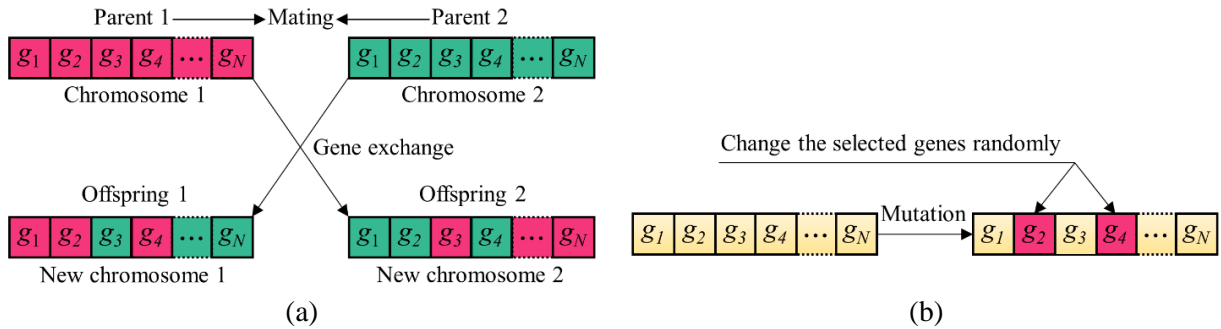 Parent 1 Mating Parent 2
g1 g2 g3 g4 ... gN g1 g2 g3 g4 ... gN
Chromosome 1 Chromosome 2
Gene exchange
Offspring 1 Offspring 2
g1 g2 g3 g4 ... gN g1 g2 g3 g4 ... gN
New chromosome 1 New chromosome 2
(a)
Change the selected genes randomly
g1 g2 g3 g4 ... gN Mutation g1 g2 g3 g4 ... gN
(b)